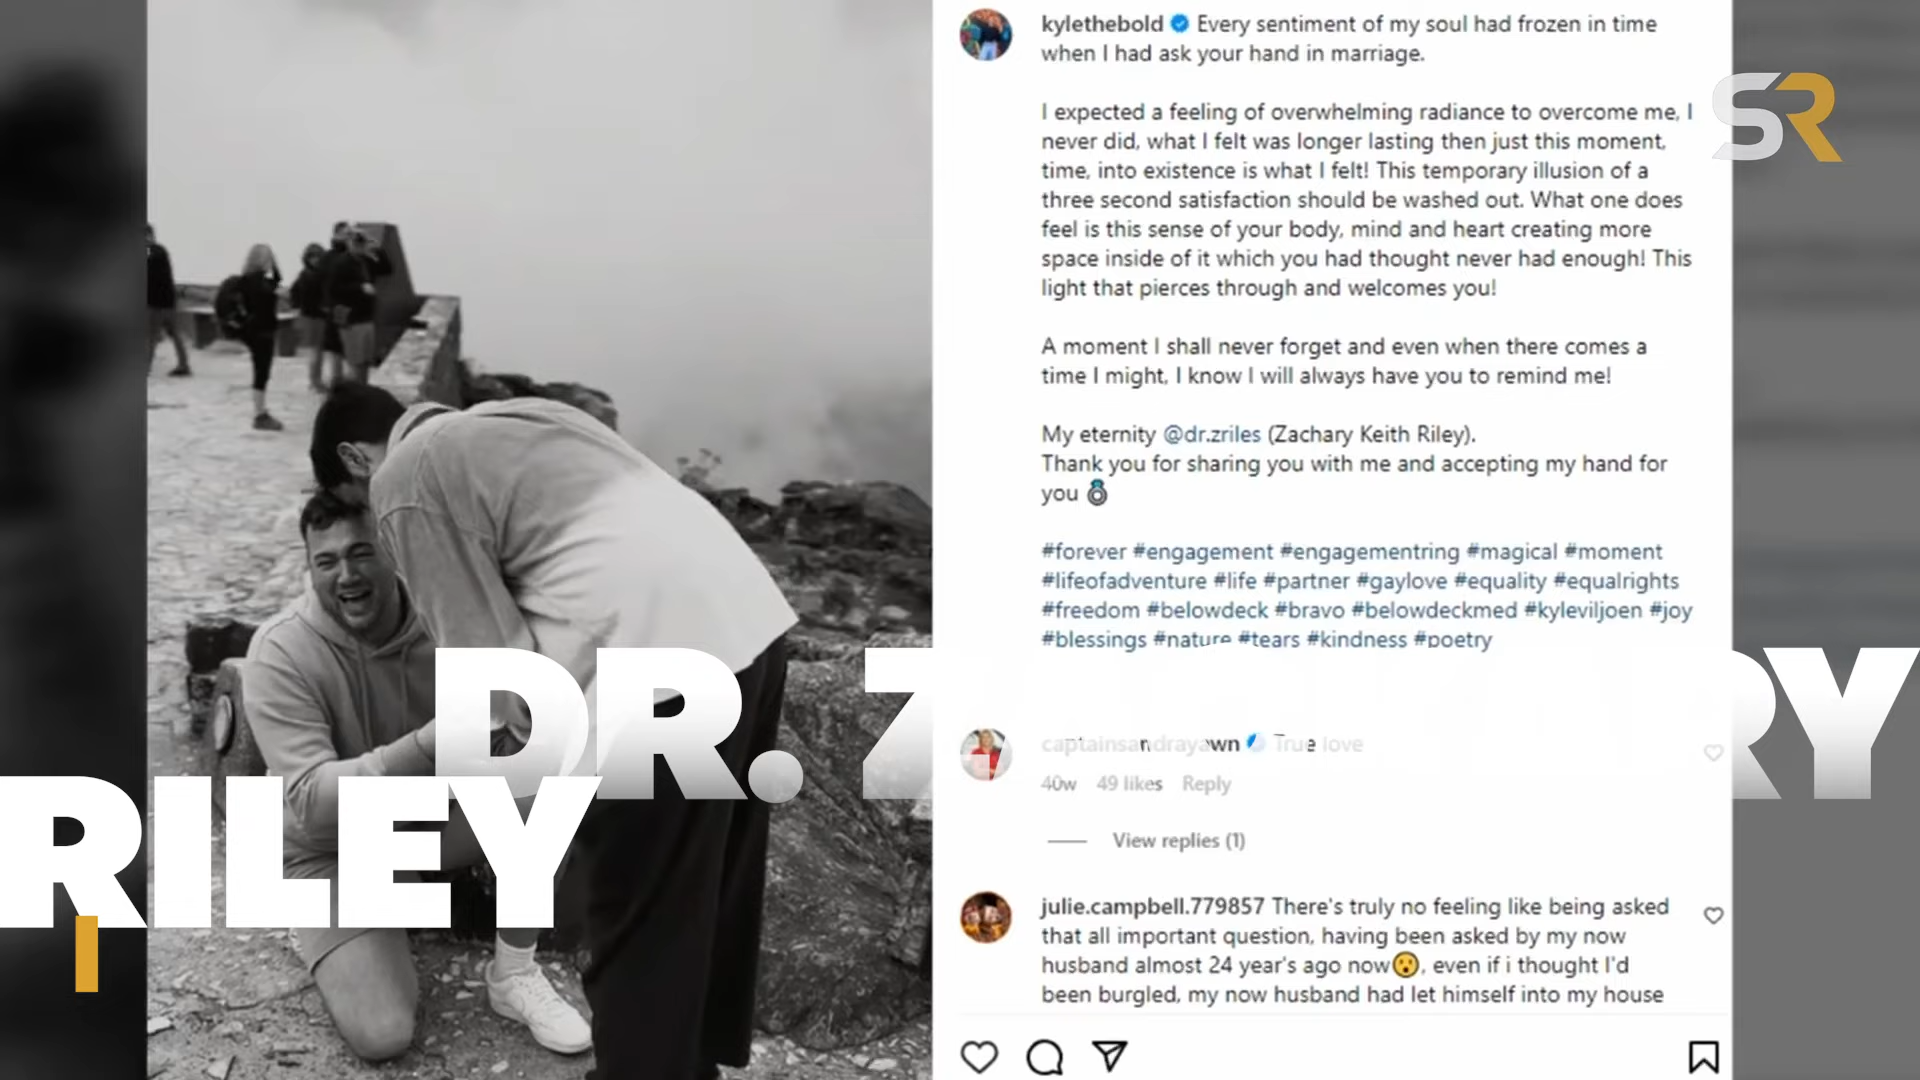 kylethebold Every sentiment of my soul had frozen in time
when I had ask your hand in marriage.
I expected a feeling of overwhelming radiance to overcome me, I
never did, what I felt was longer lasting then just this moment,
time, into existence is what I felt! This temporary illusion of a
three second satisfaction should be washed out. What one does
feel is this sense of your body, mind and heart creating more
space inside of it which you had thought never had enough! This
light that pierces through and welcomes you!
A moment I shall never forget and even when there comes a
time I might, I know I will always have you to remind me!
My eternity @dr.zriles (Zachary Keith Riley).
Thank you for sharing you with me and accepting my hand for
you 💍
#forever #engagement #engagementring #magical #moment
#lifeofadventure #life #partner #gaylove #equality #equalrights
#freedom #belowdeck #bravo #belowdeckmed #kyleviljoen #joy
#blessings #nature #tears #kindness #poetry
captainsandrayawn True love
40w 49 likes Reply
View replies (1)
julie.campbell.779857 There's truly no feeling like being asked
that all important question, having been asked by my now
husband almost 24 year's ago now😮, even if i thought I'd
been burgled, my now husband had let himself into my house
SR
DR. Z RY
RILEY